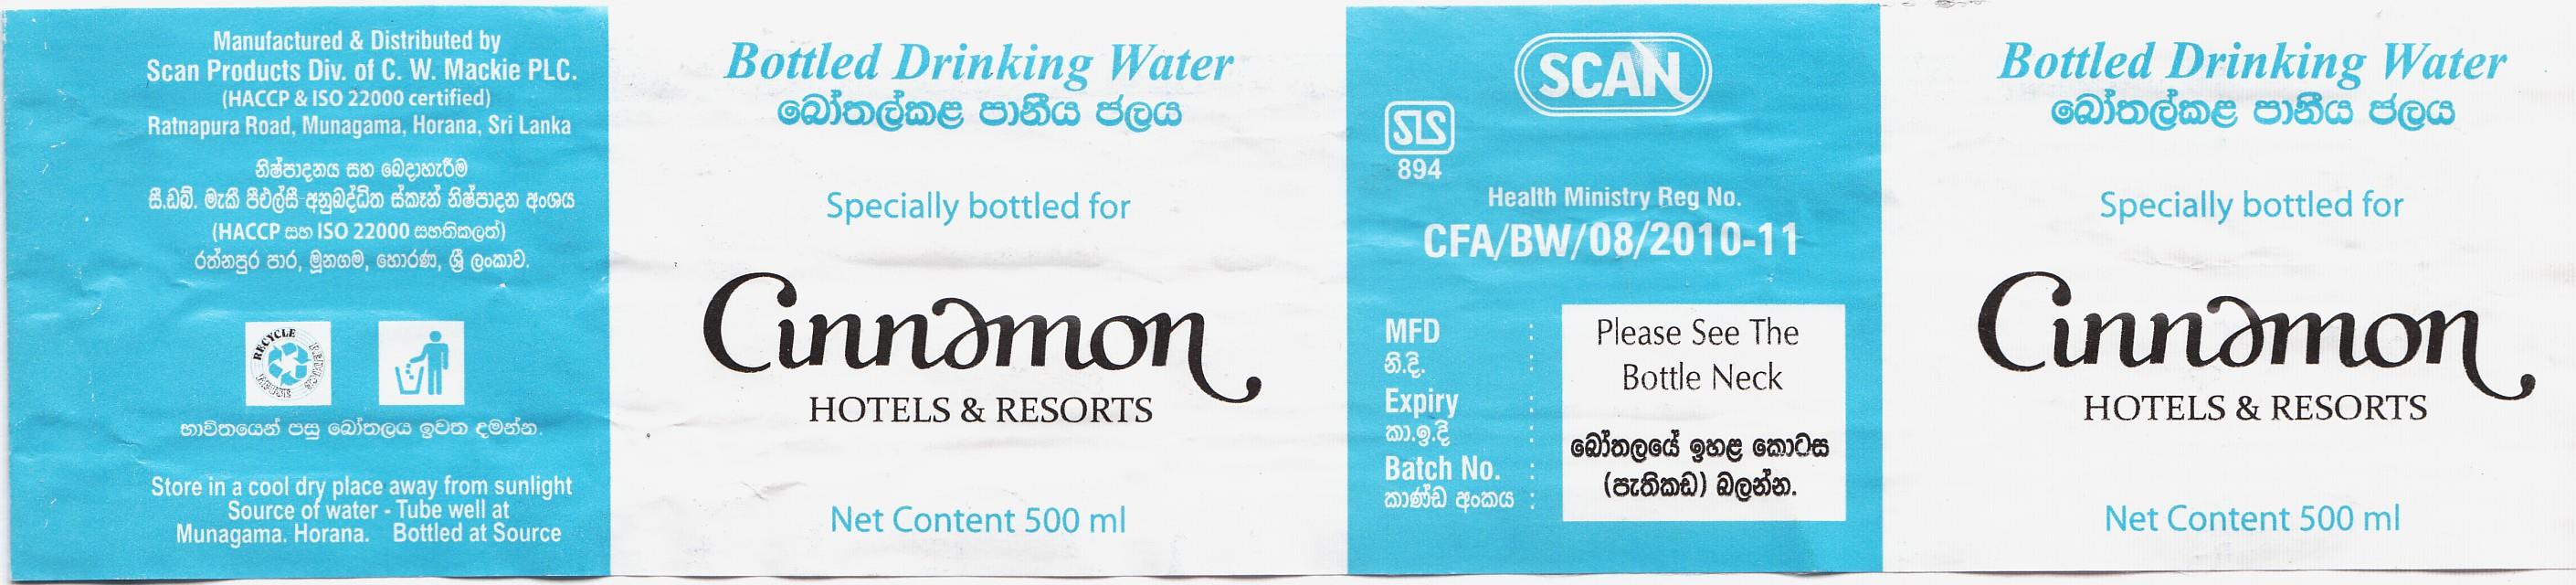 Manufactured & Distributed by
Scan Products Div. of C. W. Mackie PLC.
(HACCP & ISO 22000 certified)
Ratnapura Road, Munagama, Horana, Sri Lanka
නිෂ්පාදනය සහ බෙදාහැරීම
සී.ඩබ්. මැකී පීඑල්සී අනුබද්ධිත ස්කෑන් නිෂ්පාදන අංශය
(HACCP සහ ISO 22000 සහතිකලත්)
රත්නපුර පාර, මූනගම, හොරණ, ශ්‍රී ලංකාව.
RECYCLE
භාවිතයෙන් පසු බෝතලය ඉවත දමන්න.
Store in a cool dry place away from sunlight
Source of water - Tube well at
Munagama. Horana. Bottled at Source
Bottled Drinking Water
බෝතල්කළ පානීය ජලය
Specially bottled for
Cinnamon
HOTELS & RESORTS
Net Content 500 ml
SCAN
SLS
894
Health Ministry Reg No.
CFA/BW/08/2010-11
MFD :
නි.දි. :
Expiry :
කා.ඉ.දි :
Batch No. :
කාණ්ඩ අංකය :
Please See The
Bottle Neck
බෝතලයේ ඉහළ කොටස
(පැතිකඩ) බලන්න.
Bottled Drinking Water
බෝතල්කළ පානීය ජලය
Specially bottled for
Cinnamon
HOTELS & RESORTS
Net Content 500 ml